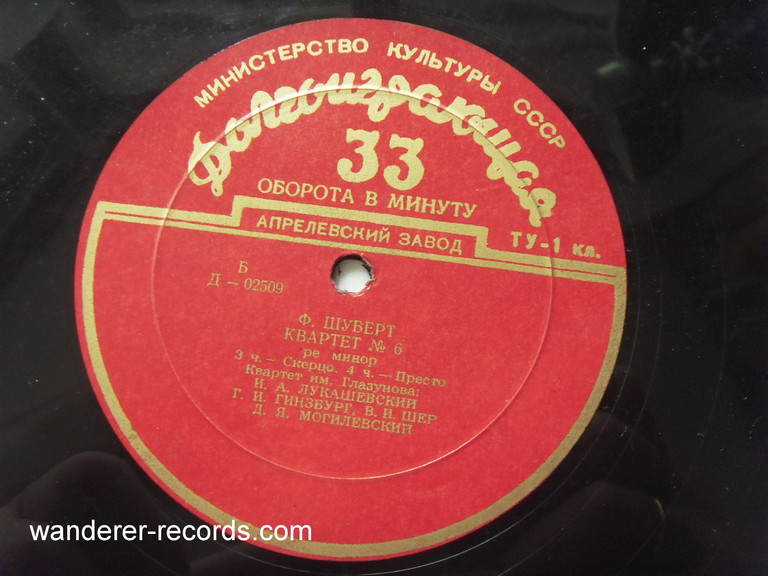 МИНИСТЕРСТВО КУЛЬТУРЫ СССР
Долгоиграющая
33
ОБОРОТА В МИНУТУ
АПРЕЛЕВСКИЙ ЗАВОД
ТУ-1 кл.
Б
Д — 02509
Ф. ШУБЕРТ
КВАРТЕТ № 6
ре минор
3 ч. — Скерцо. 4 ч. — Престо
Квартет им. Глазунова:
И. А. ЛУКАШЕВСКИЙ
Г. И. ГИНЗБУРГ, В. И. ШЕР
Д. Я. МОГИЛЕВСКИЙ
wanderer-records.com